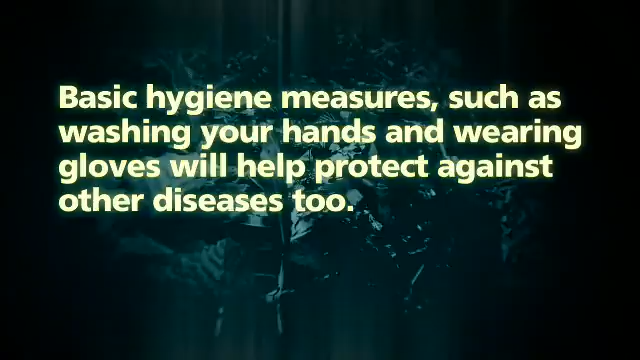 Basic hygiene measures, such as
washing your hands and wearing
gloves will help protect against
other diseases too.